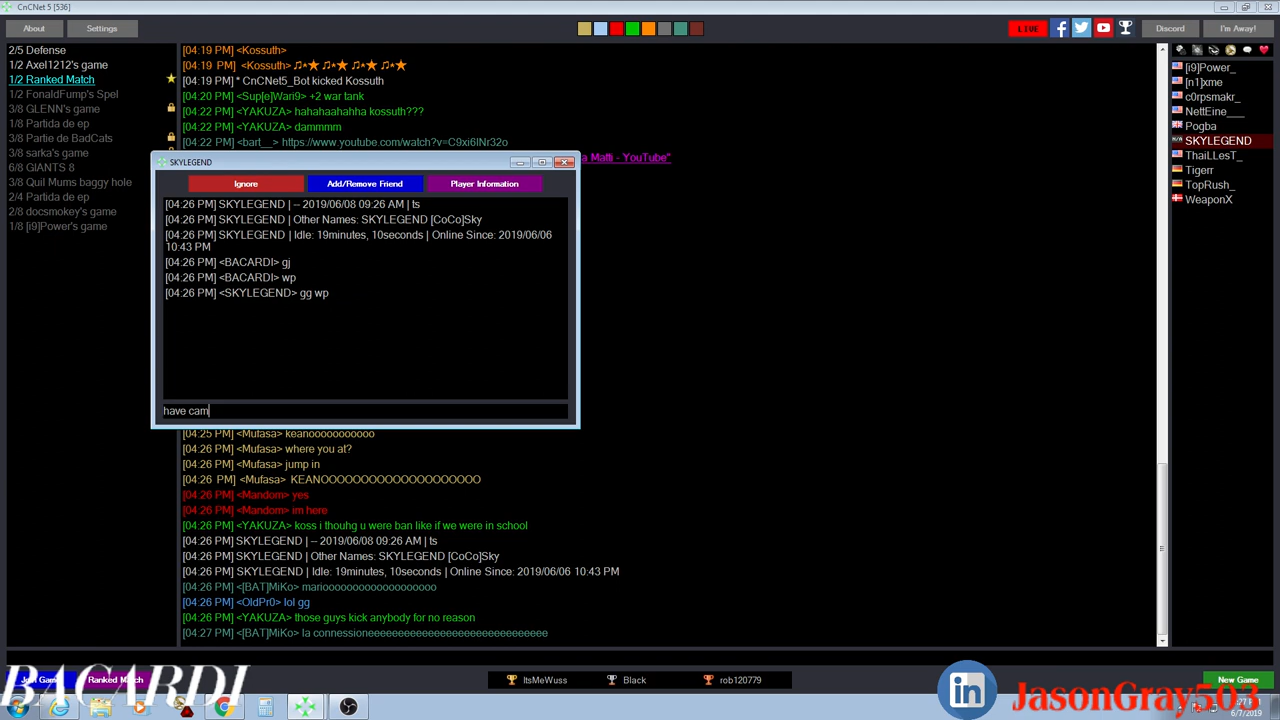 CnCNet 5 [536]
About
Settings
LIVE
Discord
I'm Away!
2/5 Defense
1/2 Axel1212's game
1/2 Ranked Match
1/2 FonaldFump's Spel
3/8 GLENN's game
1/8 Partida de ep
3/8 Partie de BadCats
3/8 sarka's game
6/8 GIANTS 8
3/8 Quil Mums baggy hole
2/4 Partida de ep
2/8 docsmokey's game
1/8 [i9]Power's game
[04:19 PM] <Kossuth>
[04:19 PM] <Kossuth> ♫•★ ♫•★ ♫•★ ♫•★
[04:19 PM] * CnCNet5_Bot kicked Kossuth
[04:20 PM] <Sup[e]Wari9> +2 war tank
[04:22 PM] <YAKUZA> hahahaahahha kossuth???
[04:22 PM] <YAKUZA> dammmm
[04:22 PM] <bart__> https://www.youtube.com/watch?v=C9xi6lNr32o
a Matti - YouTube"
SKYLEGEND
Ignore
Add/Remove Friend
Player Information
[04:26 PM] SKYLEGEND | -- 2019/06/08 09:26 AM | ts
[04:26 PM] SKYLEGEND | Other Names: SKYLEGEND [CoCo]Sky
[04:26 PM] SKYLEGEND | Idle: 19minutes, 10seconds | Online Since: 2019/06/06
10:43 PM
[04:26 PM] <BACARDI> gj
[04:26 PM] <BACARDI> wp
[04:26 PM] <SKYLEGEND> gg wp
have cam
[04:25 PM] <Mufasa> keanooooooooooo
[04:26 PM] <Mufasa> where you at?
[04:26 PM] <Mufasa> jump in
[04:26 PM] <Mufasa> KEANOOOOOOOOOOOOOOOOOOOO
[04:26 PM] <Mandom> yes
[04:26 PM] <Mandom> im here
[04:26 PM] <YAKUZA> koss i thouhg u were ban like if we were in school
[04:26 PM] SKYLEGEND | -- 2019/06/08 09:26 AM | ts
[04:26 PM] SKYLEGEND | Other Names: SKYLEGEND [CoCo]Sky
[04:26 PM] SKYLEGEND | Idle: 19minutes, 10seconds | Online Since: 2019/06/06 10:43 PM
[04:26 PM] <[BAT]MiKo> marioooooooooooooooooo
[04:26 PM] <OldPr0> lol gg
[04:26 PM] <YAKUZA> those guys kick anybody for no reason
[04:27 PM] <[BAT]MiKo> la connessioneeeeeeeeeeeeeeeeeeeeeeeeeeeee
[i9]Power_
[n1]xme
c0rpsmakr_
NettEine___
Pogba
SKYLEGEND
ThaiLLesT_
Tigerr
TopRush_
WeaponX
Join Game
Ranked Match
BACARDI
ItsMeWuss
Black
rob120779
New Game
in
JasonGray503
6/7/2019